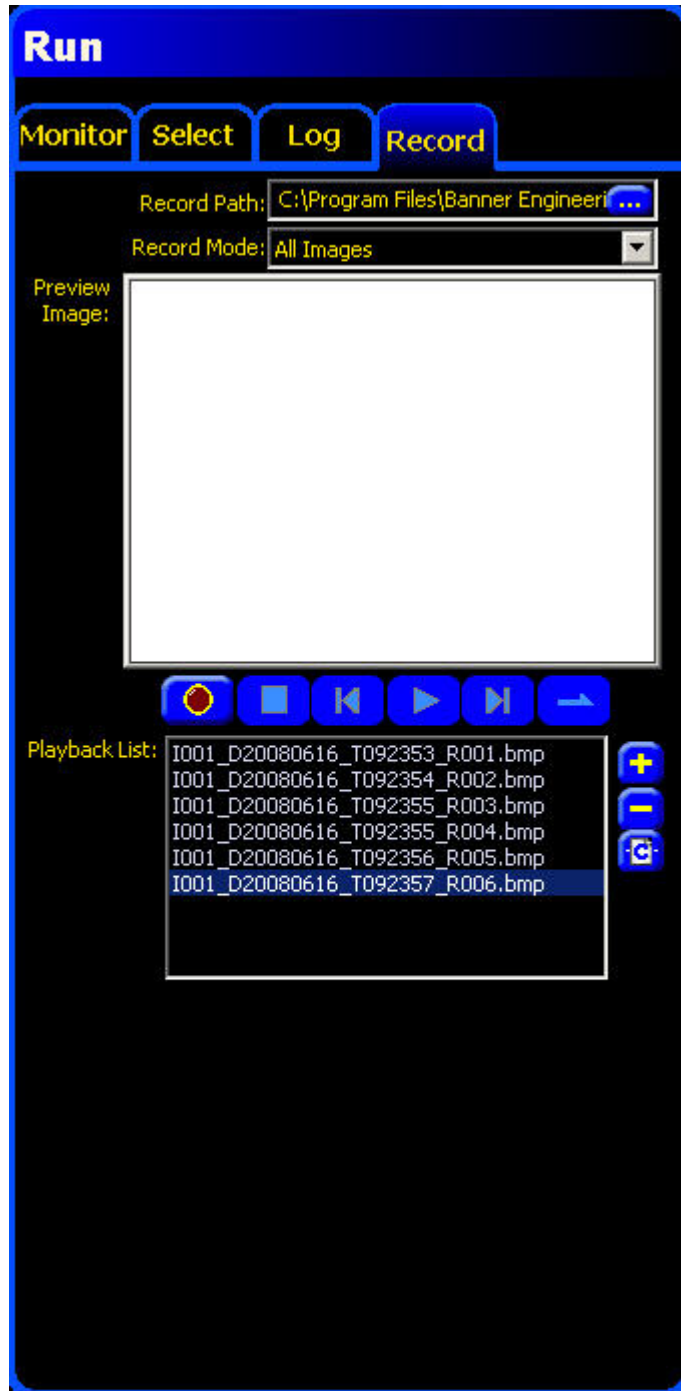 Run
Monitor Select Log Record
Record Path: C:\Program Files\Banner Engineeri ...
Record Mode: All Images
Preview
Image:
Playback List:
I001_D20080616_T092353_R001.bmp
I001_D20080616_T092354_R002.bmp
I001_D20080616_T092355_R003.bmp
I001_D20080616_T092355_R004.bmp
I001_D20080616_T092356_R005.bmp
I001_D20080616_T092357_R006.bmp
C